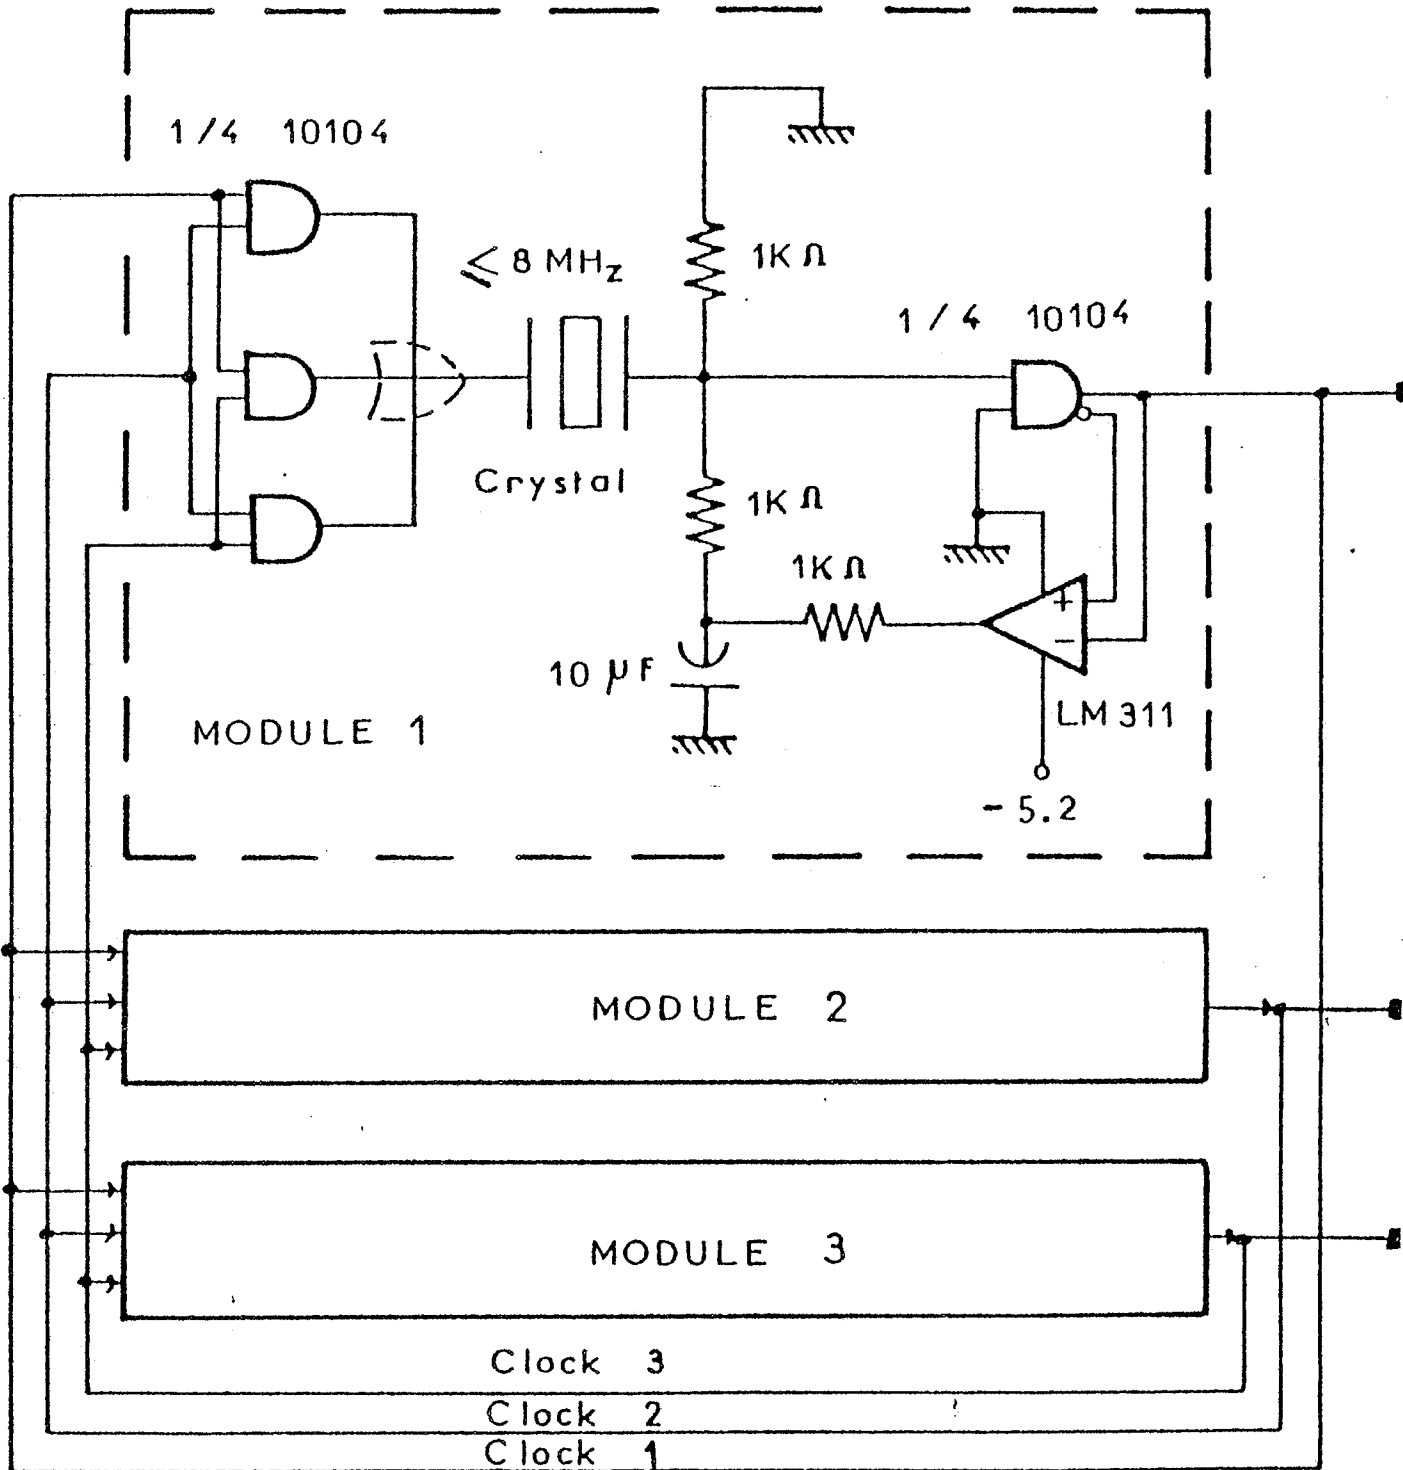 1/4 10104
≤ 8 MHz
1K Ω
1/4 10104
Crystal
1K Ω
1K Ω
+
−
10 µF
LM 311
MODULE 1
- 5.2
MODULE 2
MODULE 3
Clock 3
Clock 2
Clock 1